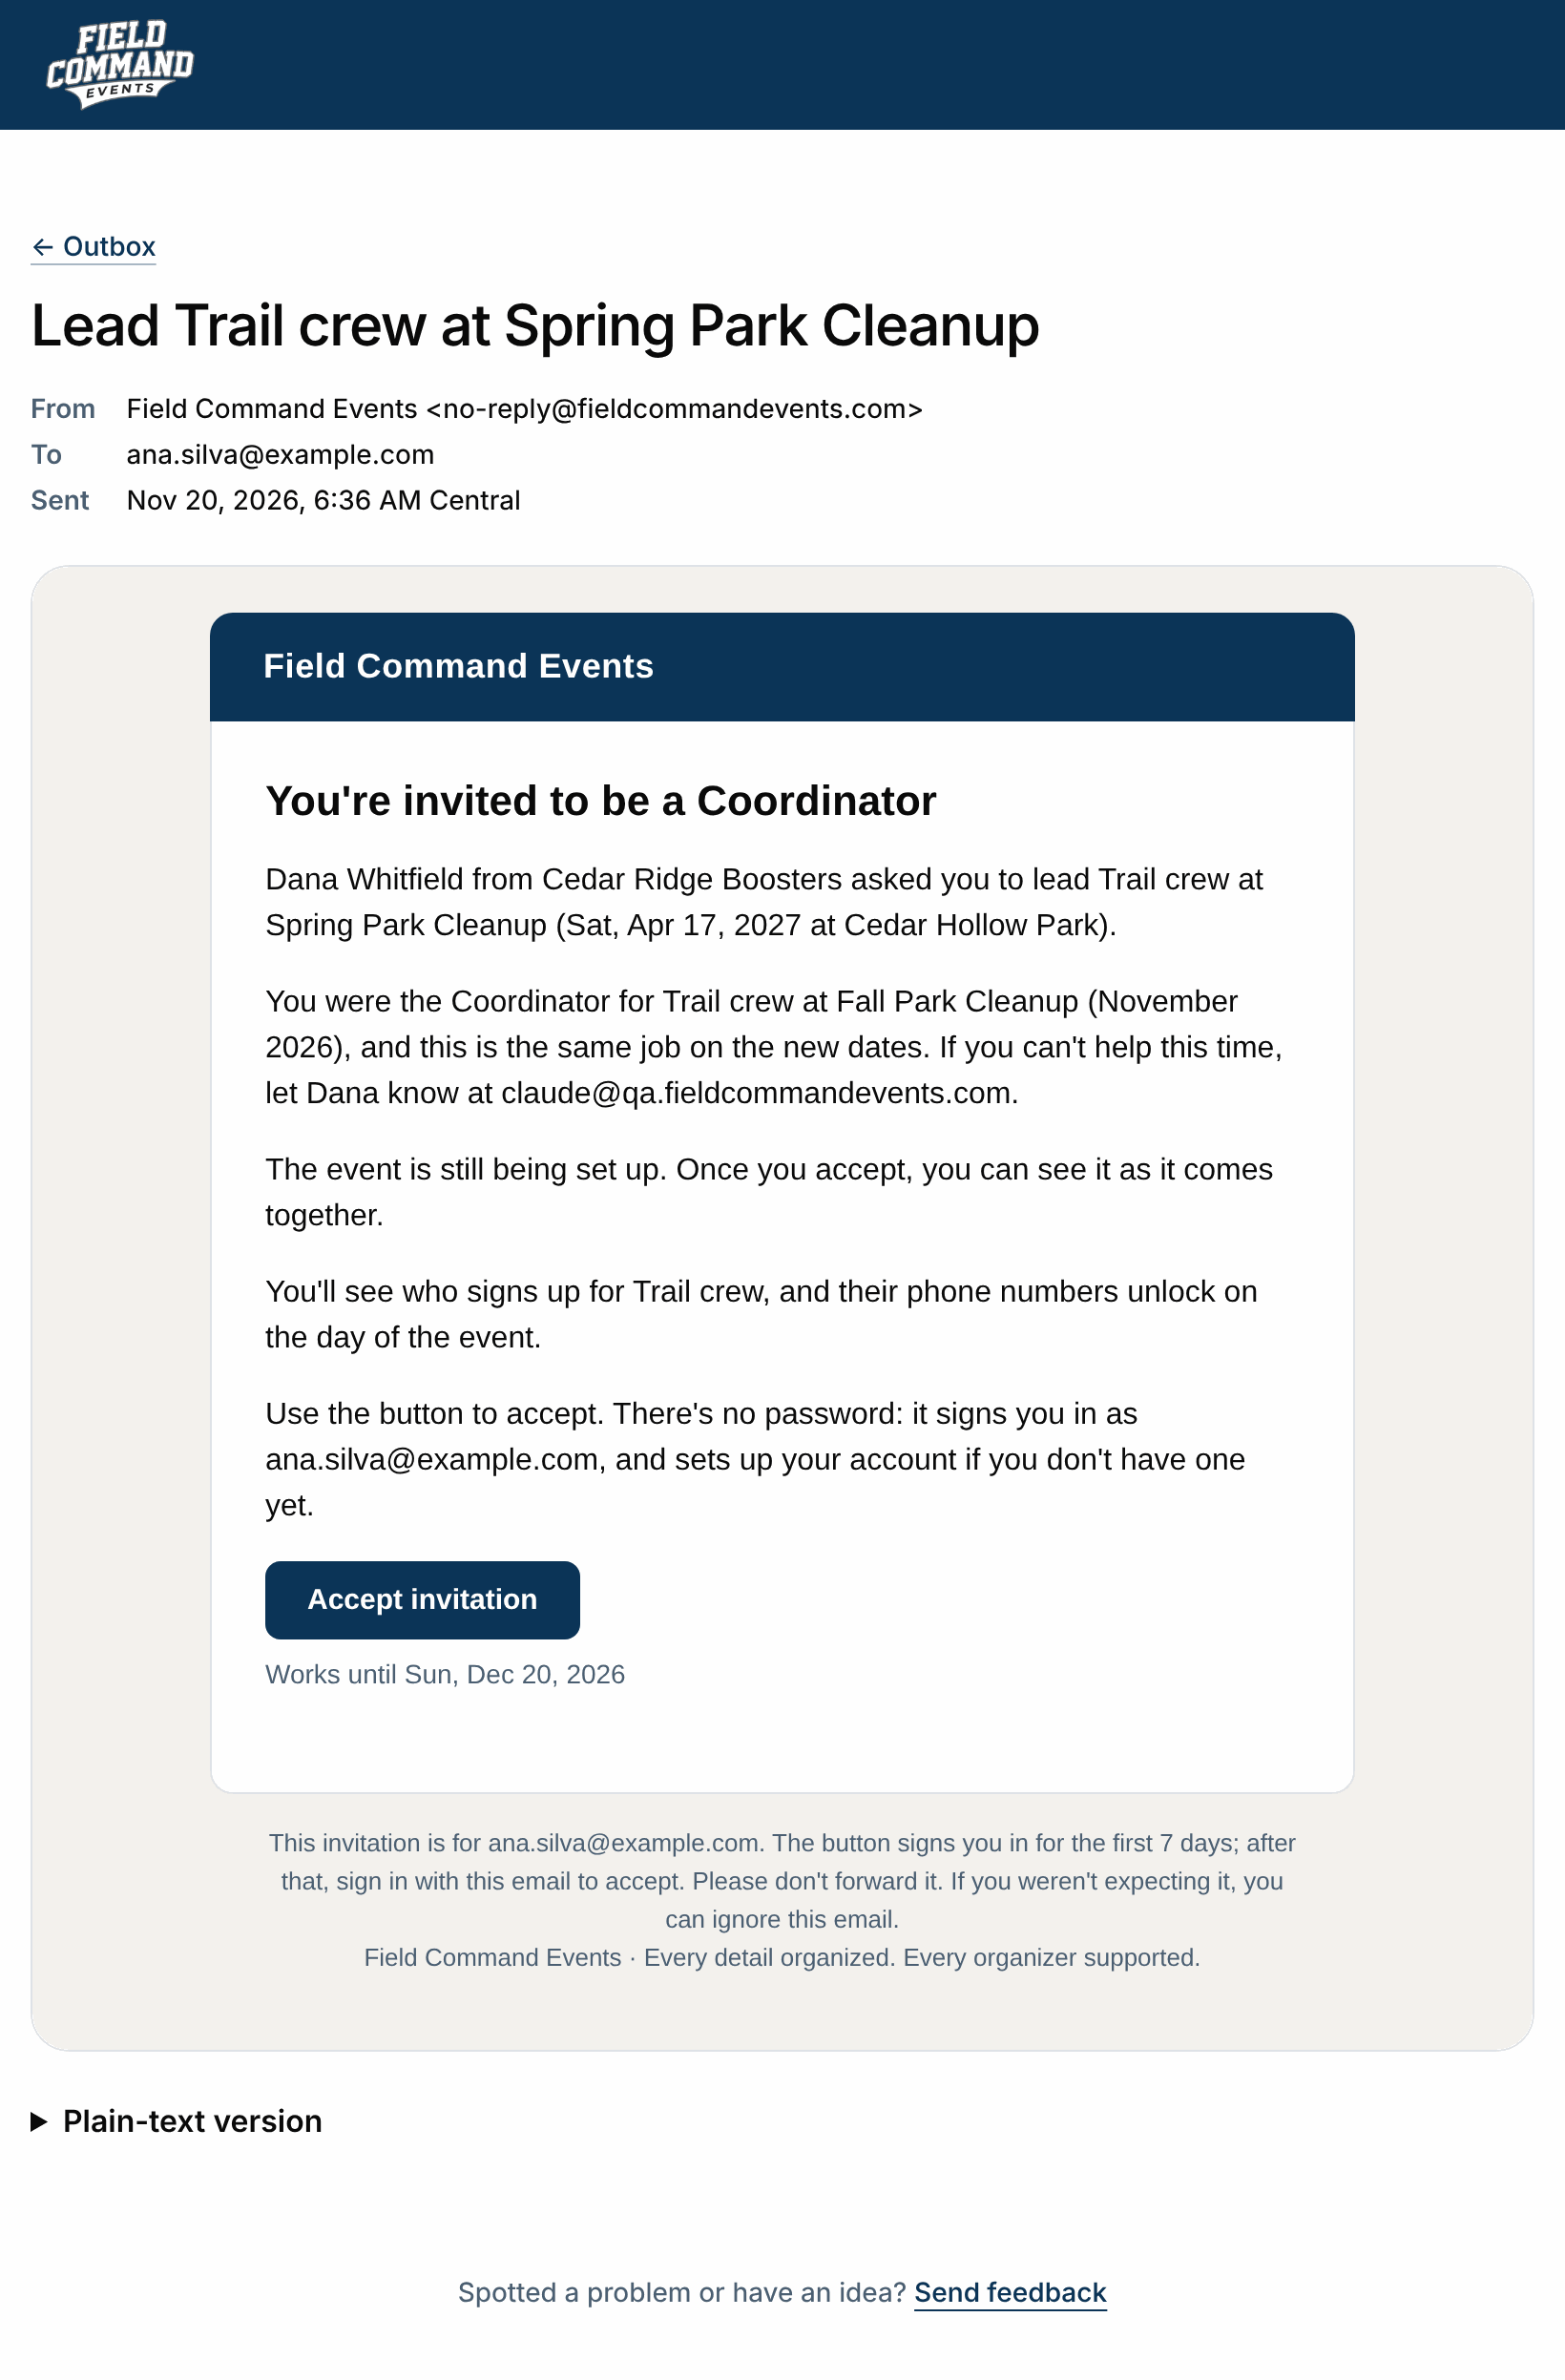 FIELD
COMMAND
EVENTS
← Outbox
Lead Trail crew at Spring Park Cleanup
From Field Command Events <no-reply@fieldcommandevents.com>
To ana.silva@example.com
Sent Nov 20, 2026, 6:36 AM Central
Field Command Events
You're invited to be a Coordinator
Dana Whitfield from Cedar Ridge Boosters asked you to lead Trail crew at
Spring Park Cleanup (Sat, Apr 17, 2027 at Cedar Hollow Park).
You were the Coordinator for Trail crew at Fall Park Cleanup (November
2026), and this is the same job on the new dates. If you can't help this time,
let Dana know at claude@qa.fieldcommandevents.com.
The event is still being set up. Once you accept, you can see it as it comes
together.
You'll see who signs up for Trail crew, and their phone numbers unlock on
the day of the event.
Use the button to accept. There's no password: it signs you in as
ana.silva@example.com, and sets up your account if you don't have one
yet.
Accept invitation
Works until Sun, Dec 20, 2026
This invitation is for ana.silva@example.com. The button signs you in for the first 7 days; after
that, sign in with this email to accept. Please don't forward it. If you weren't expecting it, you
can ignore this email.
Field Command Events · Every detail organized. Every organizer supported.
▶ Plain-text version
Spotted a problem or have an idea? Send feedback